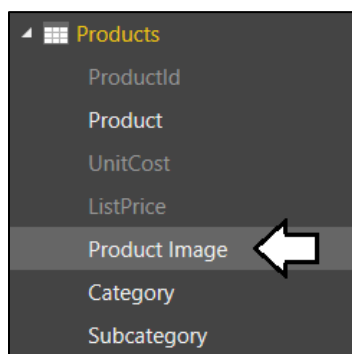 Products
ProductId
Product
UnitCost
ListPrice
Product Image
Category
Subcategory